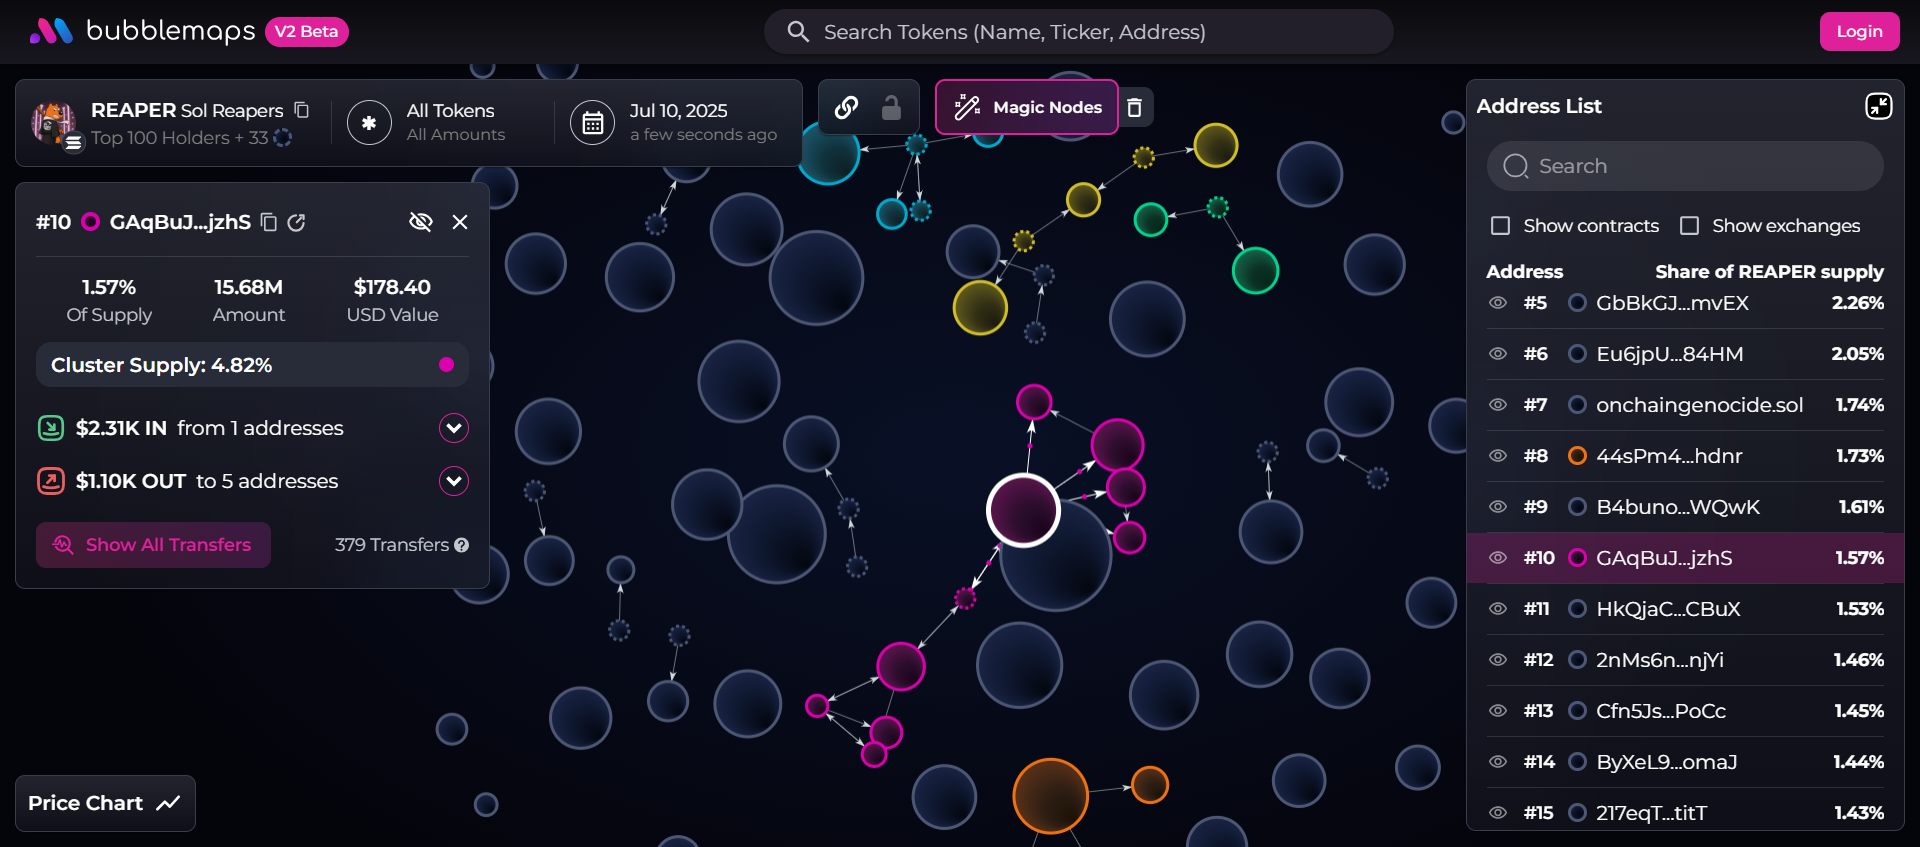 bubblemaps V2 Beta
Search Tokens (Name, Ticker, Address)
Login
REAPER Sol Reapers
Top 100 Holders + 33
All Tokens
All Amounts
Jul 10, 2025
a few seconds ago
Magic Nodes
#10 GAqBuJ...jzhS
1.57% 15.68M $178.40
Of Supply Amount USD Value
Cluster Supply: 4.82%
$2.31K IN from 1 addresses
$1.10K OUT to 5 addresses
Show All Transfers 379 Transfers ?
Price Chart
Address List
Search
Show contracts Show exchanges
Address Share of REAPER supply
#5 GbBkGJ...mvEX 2.26%
#6 Eu6jpU...84HM 2.05%
#7 onchaingenocide.sol 1.74%
#8 44sPm4...hdnr 1.73%
#9 B4buno...WQwK 1.61%
#10 GAqBuJ...jzhS 1.57%
#11 HkQjaC...CBuX 1.53%
#12 2nMs6n...njYi 1.46%
#13 Cfn5Js...PoCc 1.45%
#14 ByXeL9...omaJ 1.44%
#15 217eqT...titT 1.43%